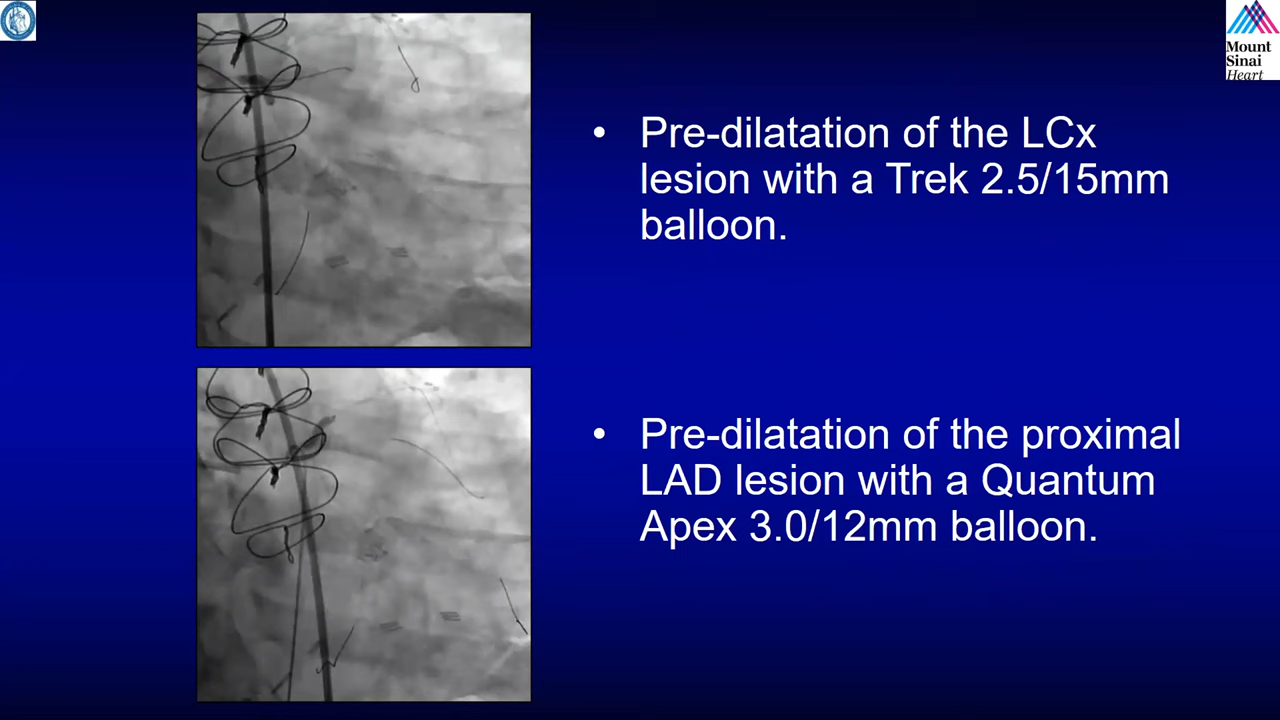 Mount
Sinai
Heart
• Pre-dilatation of the LCx
lesion with a Trek 2.5/15mm
balloon.
• Pre-dilatation of the proximal
LAD lesion with a Quantum
Apex 3.0/12mm balloon.